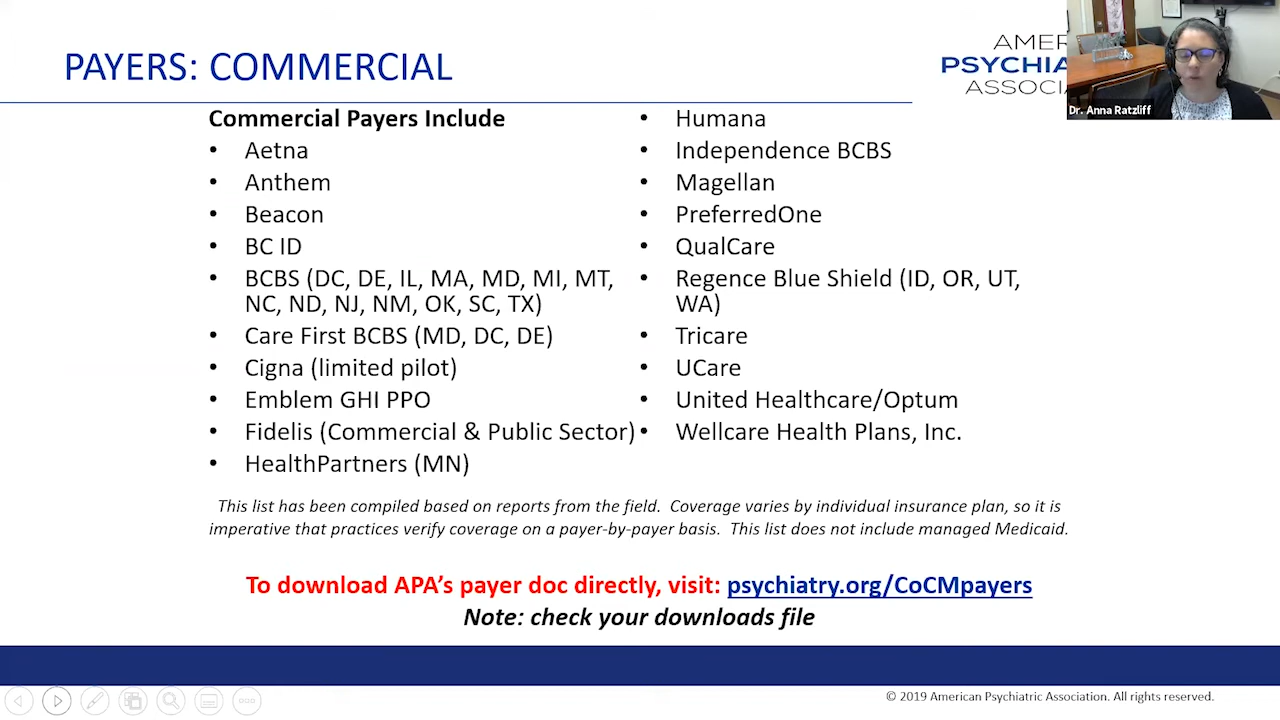 PAYERS: COMMERCIAL
AMER
PSYCHIA
ASSOCIA
Dr. Anna Ratzliff
Commercial Payers Include
• Aetna
• Anthem
• Beacon
• BC ID
• BCBS (DC, DE, IL, MA, MD, MI, MT,
NC, ND, NJ, NM, OK, SC, TX)
• Care First BCBS (MD, DC, DE)
• Cigna (limited pilot)
• Emblem GHI PPO
• Fidelis (Commercial & Public Sector)
• HealthPartners (MN)
• Humana
• Independence BCBS
• Magellan
• PreferredOne
• QualCare
• Regence Blue Shield (ID, OR, UT,
WA)
• Tricare
• UCare
• United Healthcare/Optum
• Wellcare Health Plans, Inc.
This list has been compiled based on reports from the field. Coverage varies by individual insurance plan, so it is
imperative that practices verify coverage on a payer-by-payer basis. This list does not include managed Medicaid.
To download APA’s payer doc directly, visit: psychiatry.org/CoCMpayers
Note: check your downloads file
© 2019 American Psychiatric Association. All rights reserved.